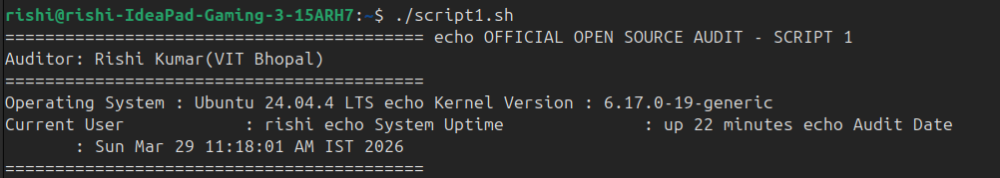 rishi@rishi-IdeaPad-Gaming-3-15ARH7:~$ ./script1.sh
========================================== echo OFFICIAL OPEN SOURCE AUDIT - SCRIPT 1
Auditor: Rishi Kumar(VIT Bhopal)
==========================================
Operating System : Ubuntu 24.04.4 LTS echo Kernel Version : 6.17.0-19-generic
Current User            : rishi echo System Uptime              : up 22 minutes echo Audit Date
       : Sun Mar 29 11:18:01 AM IST 2026
==========================================